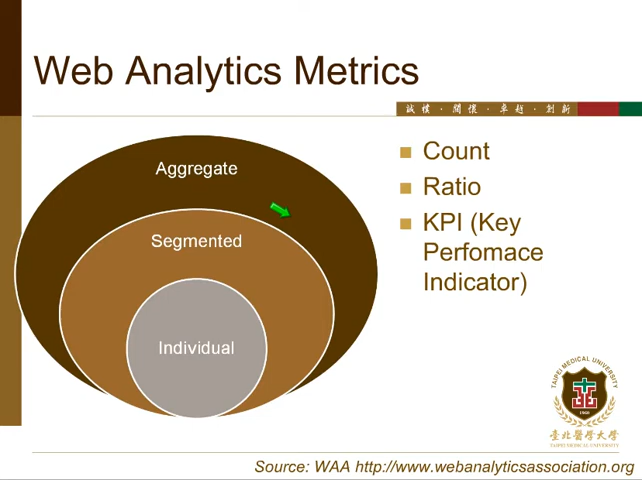 Web Analytics Metrics
誠樸·關懷·卓越·創新
Aggregate
Segmented
Individual
Count
Ratio
KPI (Key
Perfomace
Indicator)
TAIPEI MEDICAL UNIVERSITY
1960
臺北醫學大學
TAIPEI MEDICAL UNIVERSITY
Source: WAA http://www.webanalyticsassociation.org